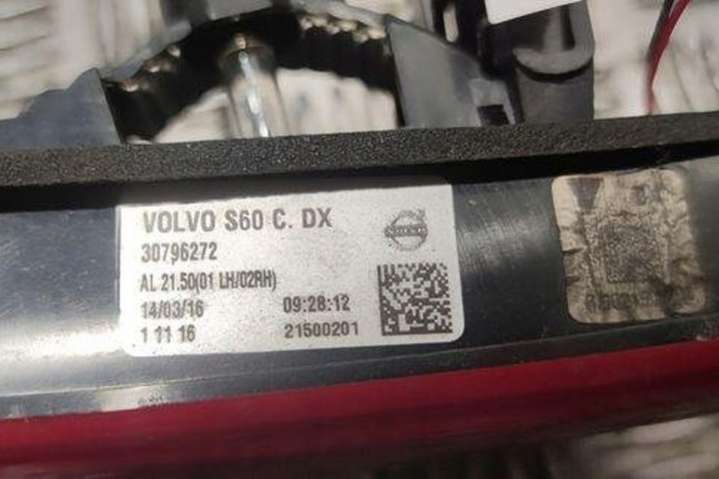 VOLVO S60 C. DX
30796272
AL 21.50(01 LH/02RH)
14/03/16 09:28:12
1 11 16 21500201